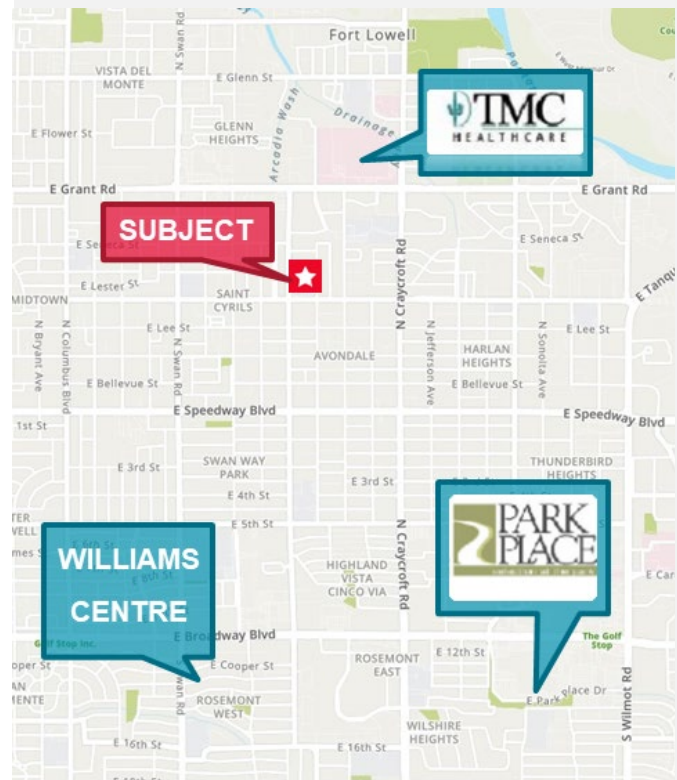 Fort Lowell
N Swan Rd
VISTA DEL
MONTE
E Glenn St
Arcadia Wash
Drainage
TMC
HEALTHCARE
E Flower St
GLENN
HEIGHTS
E Grant Rd
E Grant Rd
SUBJECT
E Seneca St
E Lester St
SAINT
CYRILS
MIDTOWN
N Craycroft Rd
N Bryant Ave
N Columbus Blvd
E Lee St
N Swan Rd
AVONDALE
N Jefferson Ave
HARLAN
HEIGHTS
N Sonoita Ave
E Lee St
E Bellevue St
E Bellevue St
E Speedway Blvd
E Speedway Blvd
1st St
E 3rd St
SWAN WAY
PARK
E 3rd St
THUNDERBIRD
HEIGHTS
E 4th St
E 5th St
PARK
PLACE
WILLIAMS
CENTRE
N Craycroft Rd
HIGHLAND
VISTA
CINCO VIA
E Broadway Blvd
The Golf
Stop
E Cooper St
ROSEMONT
EAST
E 12th St
E Park Place Dr
ROSEMONT
WEST
S Wilmot Rd
WILSHIRE
HEIGHTS
E 16th St
E 16th St